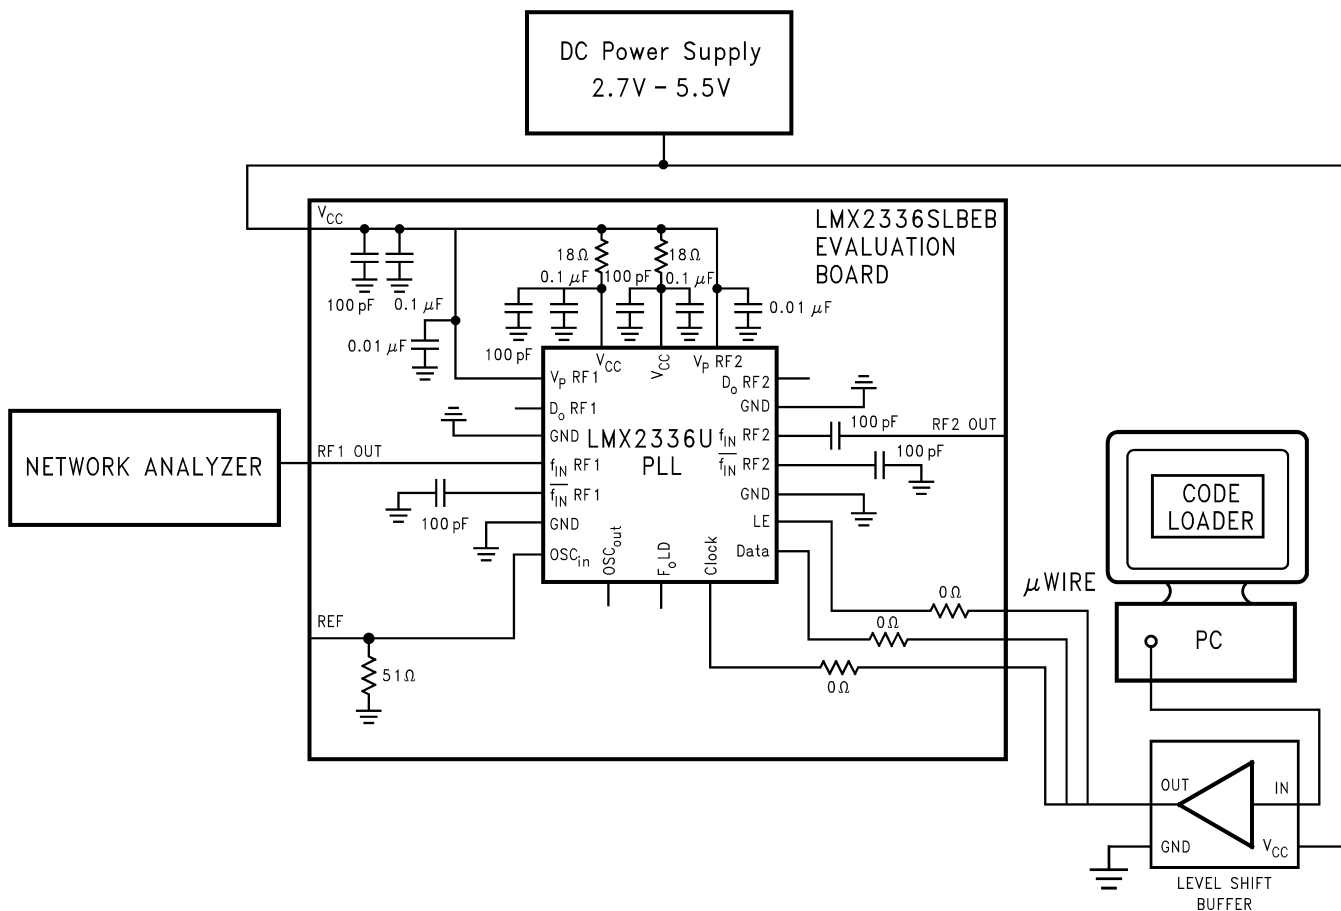 DC Power Supply
2.7V – 5.5V
VCC
LMX2336SLBEB
EVALUATION
BOARD
18Ω
18Ω
0.1 μF
100 pF
0.1 μF
100 pF
0.1 μF
0.01 μF
0.01 μF
100 pF
VCC
VCC
VP RF2
VP RF1
Do RF2
Do RF1
GND
GND
LMX2336U
PLL
fIN RF2
100 pF
RF2 OUT
NETWORK ANALYZER
RF1 OUT
fIN RF1
fIN RF2
100 pF
fIN RF1
GND
100 pF
GND
LE
OSCin
OSCout
FoLD
Clock
Data
CODE
LOADER
μWIRE
0Ω
0Ω
0Ω
REF
51Ω
PC
OUT
IN
GND
VCC
LEVEL SHIFT
BUFFER